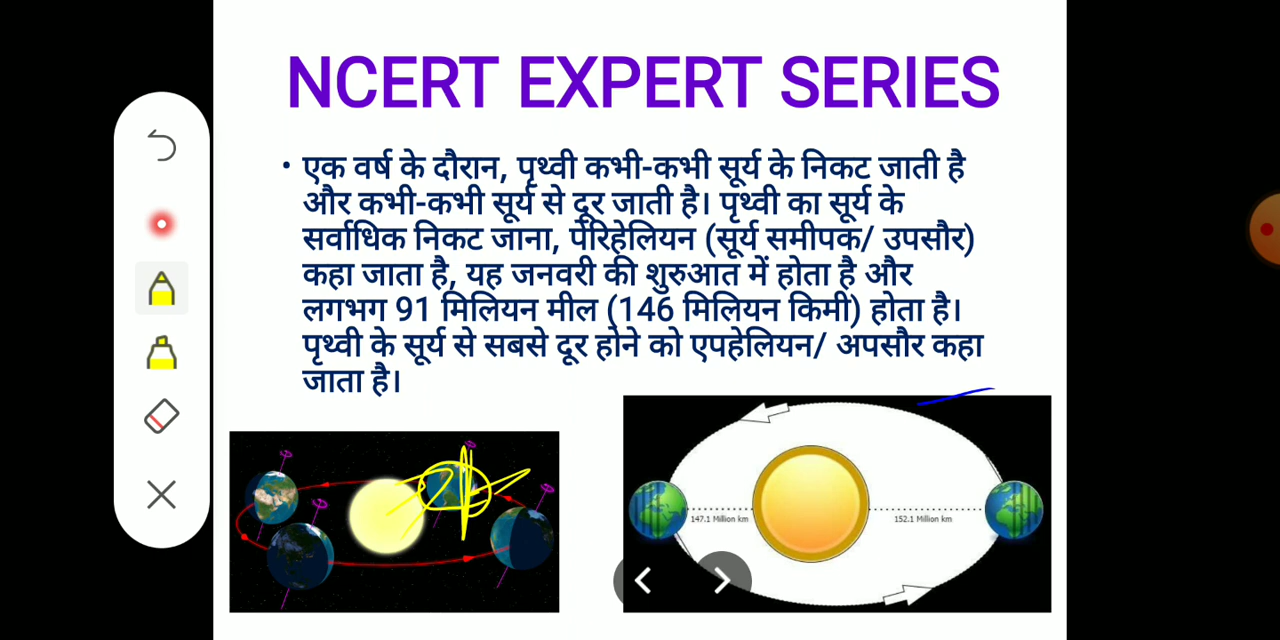 NCERT EXPERT SERIES
• एक वर्ष के दौरान, पृथ्वी कभी-कभी सूर्य के निकट जाती है
और कभी-कभी सूर्य से दूर जाती है। पृथ्वी का सूर्य के
सर्वाधिक निकट जाना, पेरिहेलियन (सूर्य समीपक/ उपसौर)
कहा जाता है, यह जनवरी की शुरुआत में होता है और
लगभग 91 मिलियन मील (146 मिलियन किमी) होता है।
पृथ्वी के सूर्य से सबसे दूर होने को एपहेलियन/ अपसौर कहा
जाता है।
147.1 Million km
152.1 Million km